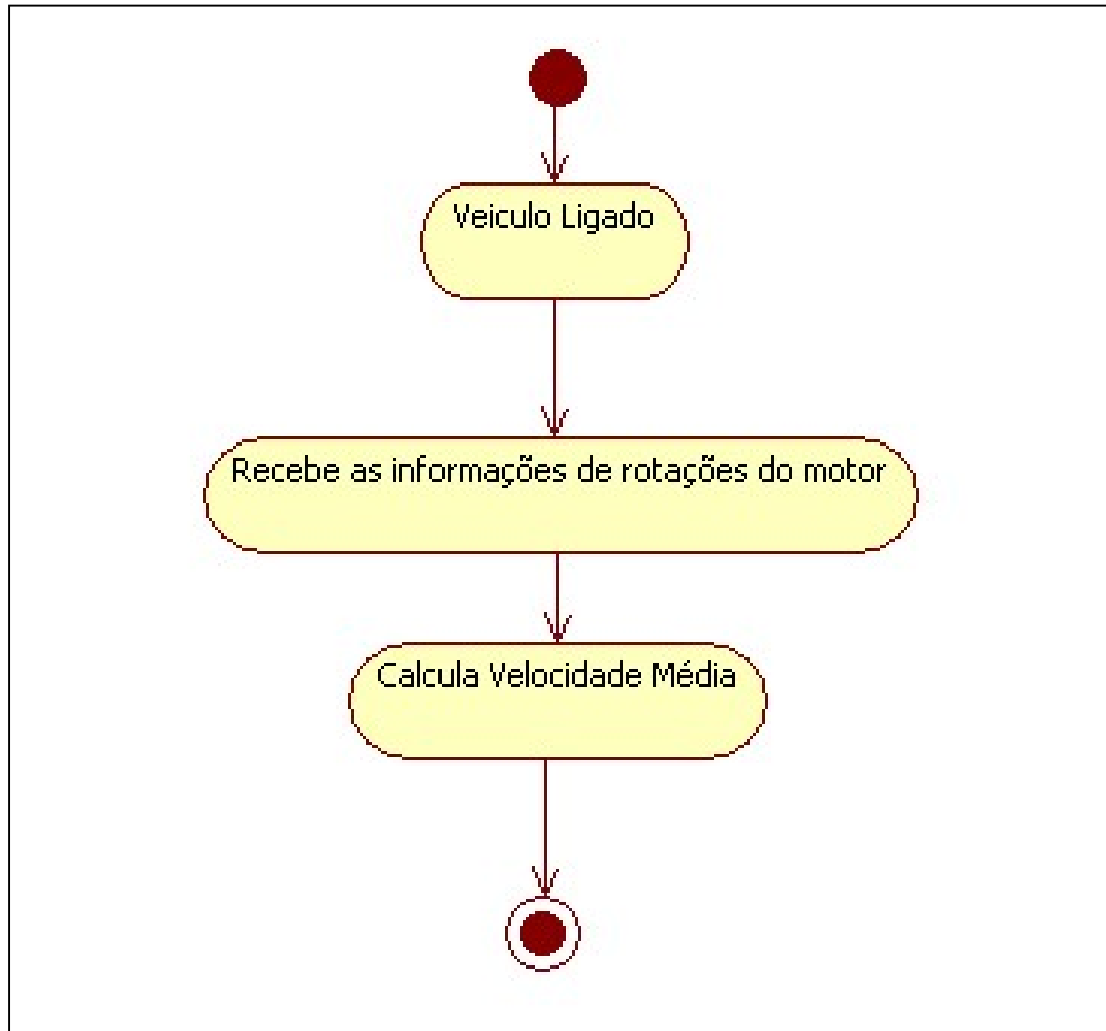 Veiculo Ligado
Recebe as informações de rotações do motor
Calcula Velocidade Média